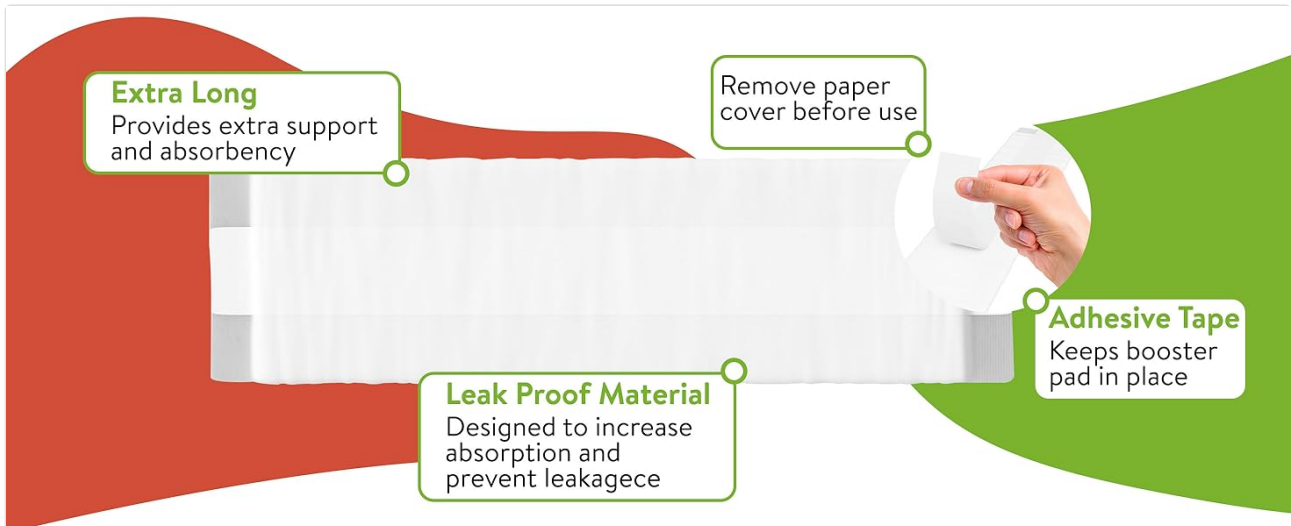 Extra Long
Provides extra support
and absorbency
Remove paper
cover before use
Adhesive Tape
Keeps booster
pad in place
Leak Proof Material
Designed to increase
absorption and
prevent leakagece